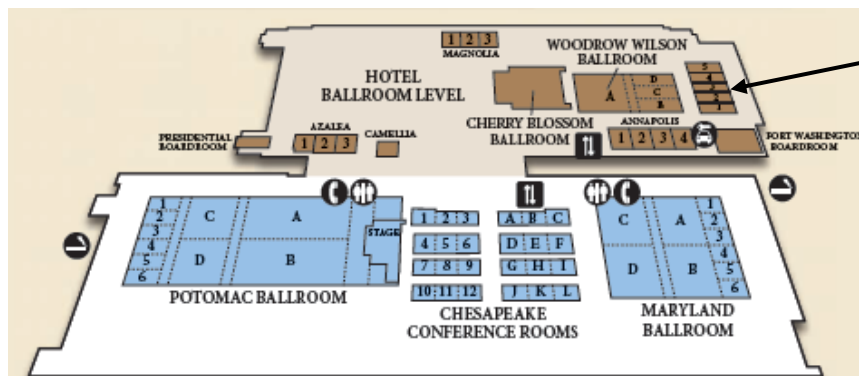 1 2 3
MAGNOLIA
WOODROW WILSON
BALLROOM
A
D
C
B
5
4
3
2
1
HOTEL
BALLROOM LEVEL
CHERRY BLOSSOM
BALLROOM
ANNAPOLIS
1 2 3 4
FORT WASHINGTON
BOARDROOM
PRESIDENTIAL
BOARDROOM
AZALEA
1 2 3
CAMELLIA
1
2
3
4
5
6
C
A
D
B
STAGE
POTOMAC BALLROOM
1 2 3
4 5 6
7 8 9
10 11 12
A B C
D E F
G H I
J K L
CHESAPEAKE
CONFERENCE ROOMS
C
A
D
B
1
2
3
4
5
6
MARYLAND
BALLROOM